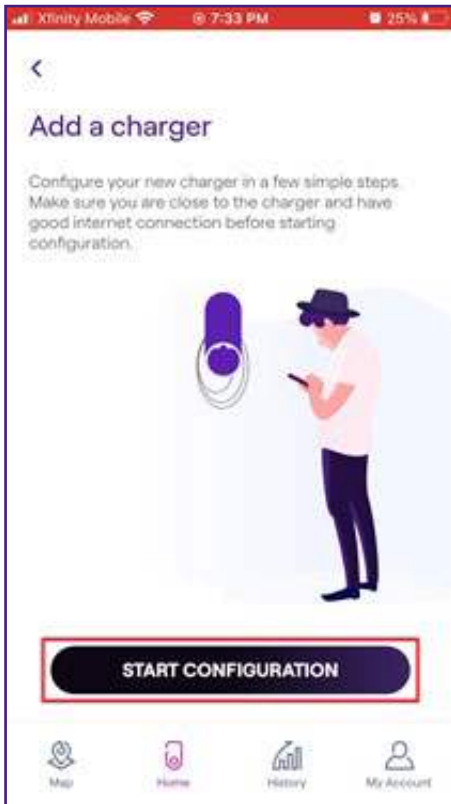 Xfinity Mobile 7:33 PM 25%
Add a charger
Configure your new charger in a few simple steps.
Make sure you are close to the charger and have
good internet connection before starting
configuration.
START CONFIGURATION
Map Home History My Account